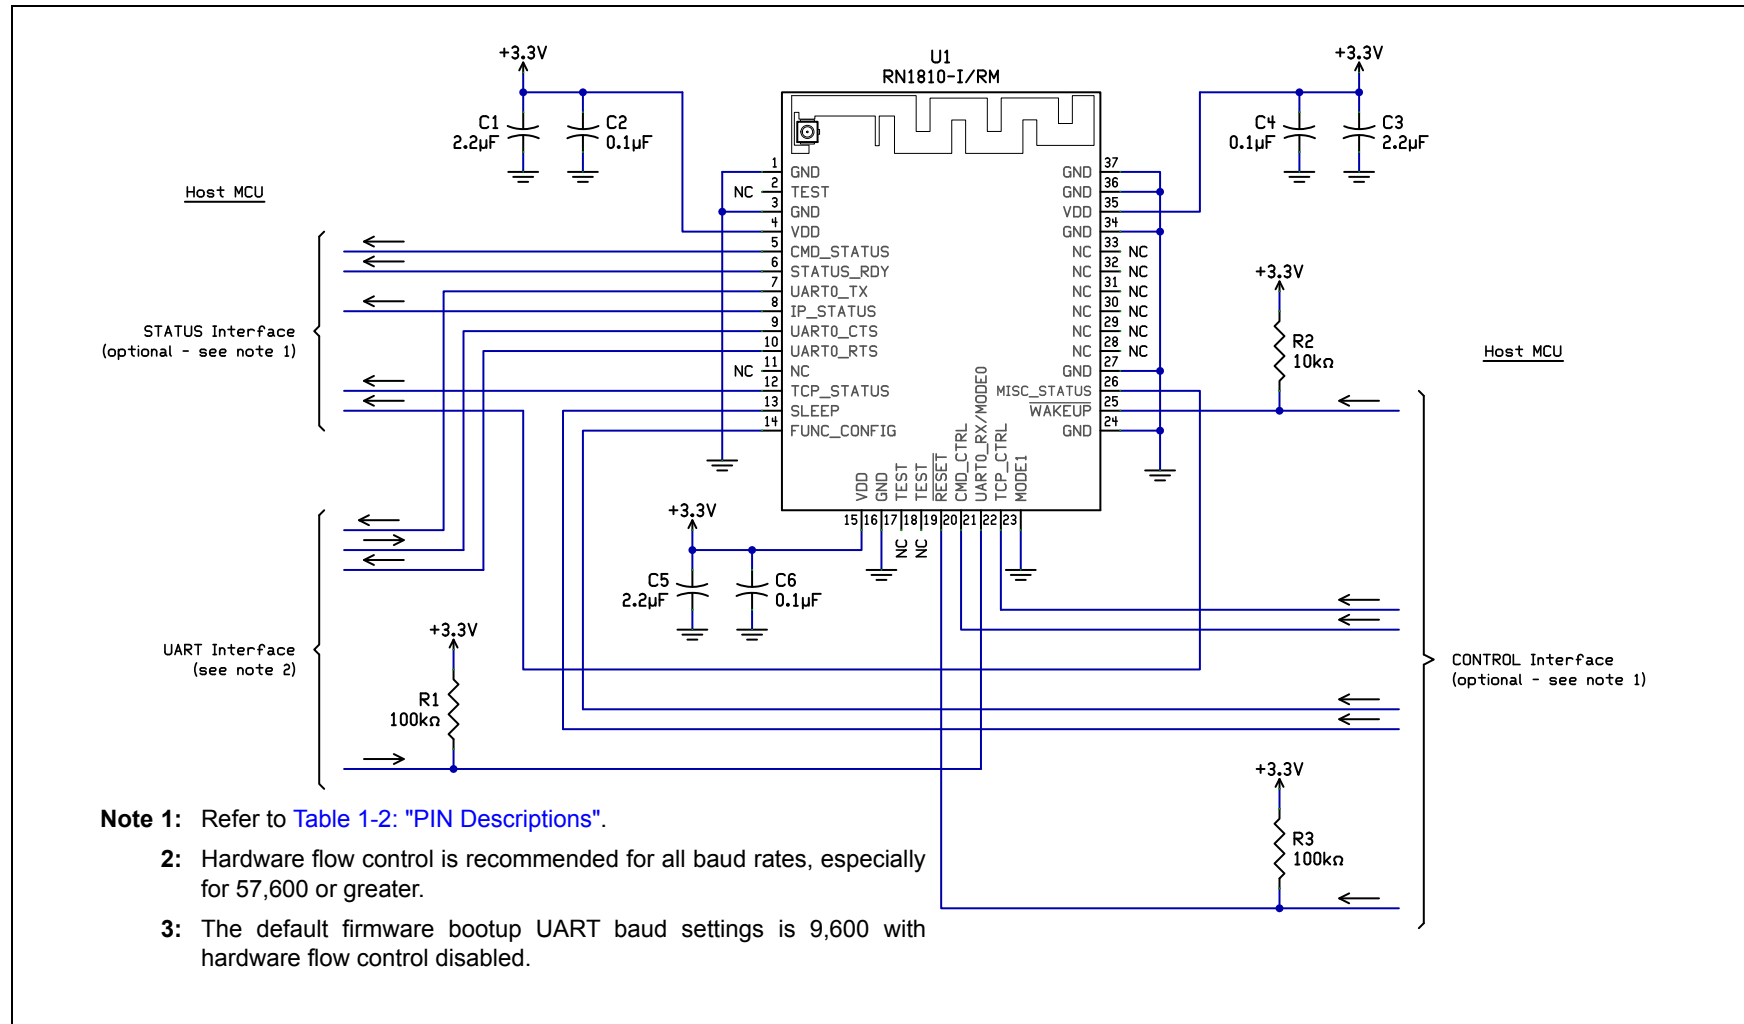 U1
RN1810-I/RM
+3.3V
C1
2.2µF
C2
0.1µF
+3.3V
C4
0.1µF
C3
2.2µF
Host MCU
STATUS Interface
(optional - see note 1)
UART Interface
(see note 2)
1 GND
NC 2 TEST
3 GND
4 VDD
5 CMD_STATUS
6 STATUS_RDY
7 UART0_TX
8 IP_STATUS
9 UART0_CTS
10 UART0_RTS
NC 11 NC
12 TCP_STATUS
13 SLEEP
14 FUNC_CONFIG
GND 37
GND 36
VDD 35
GND 34
NC 33 NC
NC 32 NC
NC 31 NC
NC 30 NC
NC 29 NC
NC 28 NC
GND 27
MISC_STATUS 26
WAKEUP 25
GND 24
VDD
GND
TEST
TEST
RESET
CMD_CTRL
UART0_RX/MODE0
TCP_CTRL
MODE1
15 16 17 18 19 20 21 22 23
NC NC
+3.3V
R2
10kΩ
Host MCU
+3.3V
C5
2.2µF
C6
0.1µF
+3.3V
R1
100kΩ
CONTROL Interface
(optional - see note 1)
+3.3V
R3
100kΩ
Note 1: Refer to Table 1-2: "PIN Descriptions".
2: Hardware flow control is recommended for all baud rates, especially
for 57,600 or greater.
3: The default firmware bootup UART baud settings is 9,600 with
hardware flow control disabled.